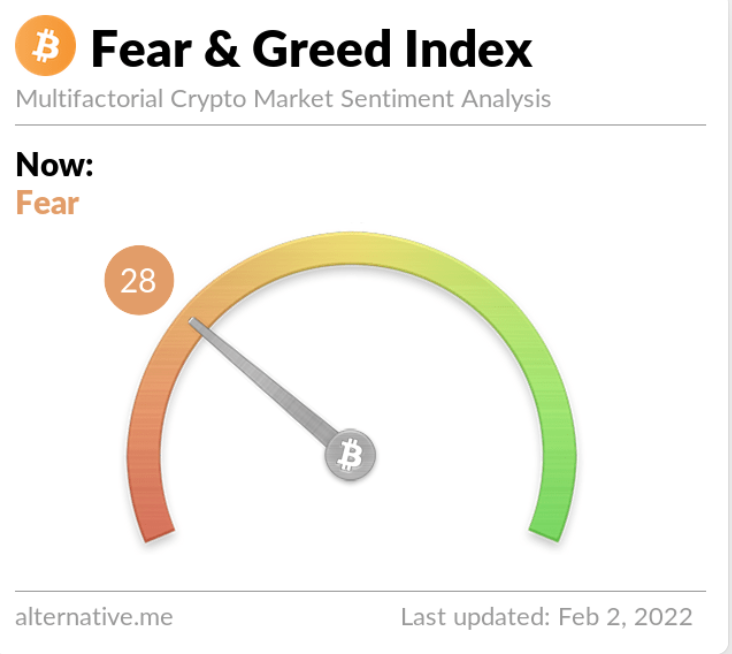 Fear & Greed Index
Multifactorial Crypto Market Sentiment Analysis
Now:
Fear
28
alternative.me
Last updated: Feb 2, 2022